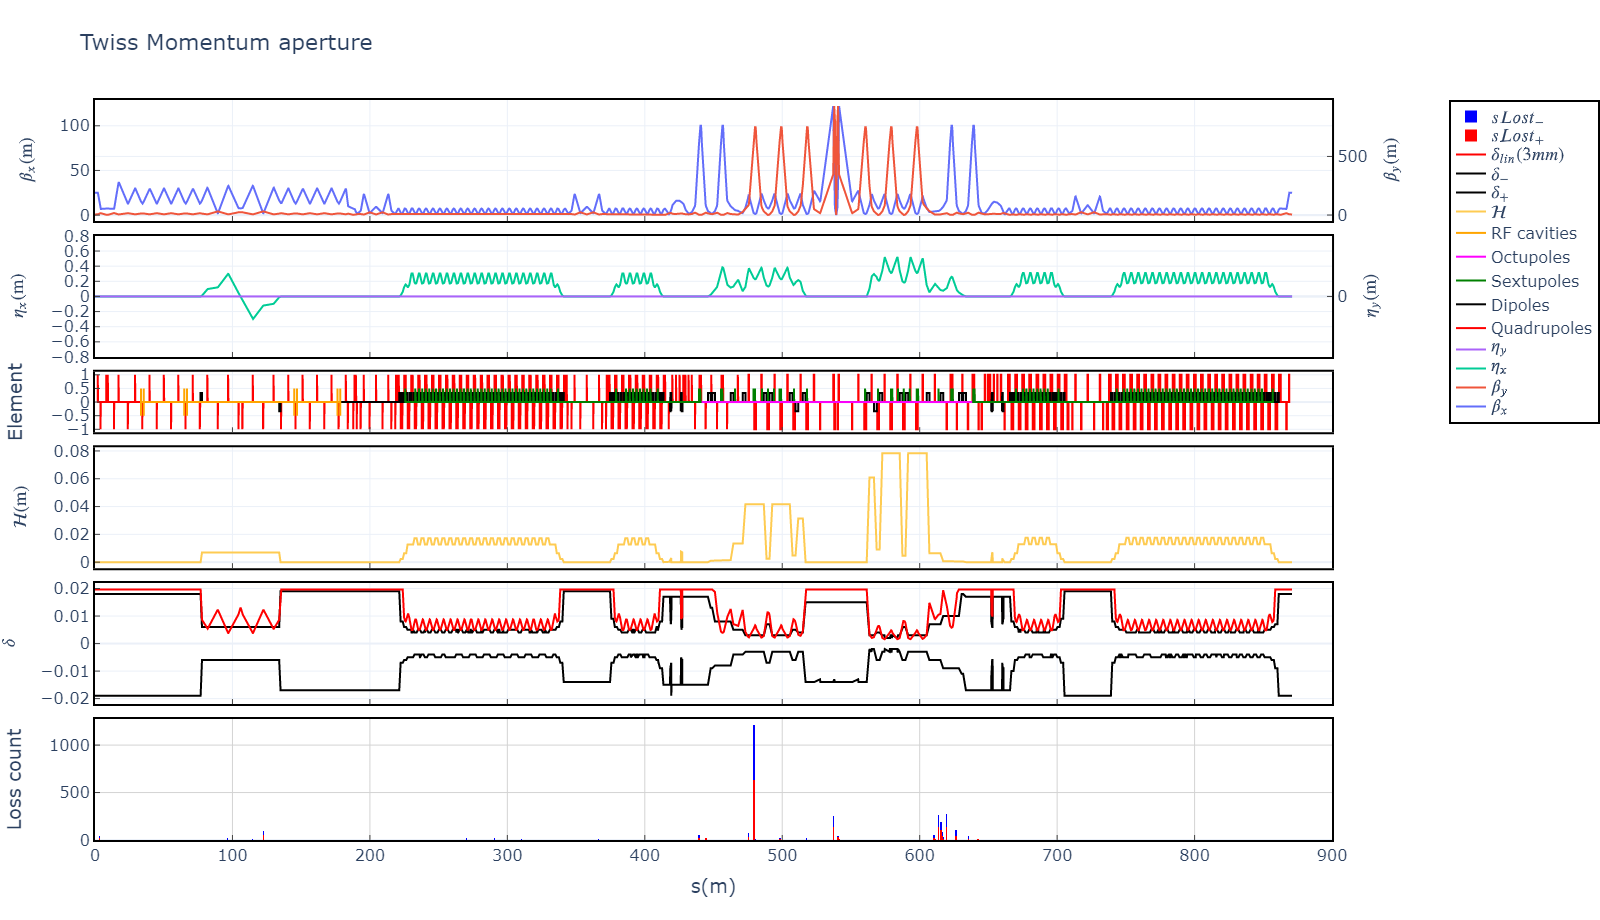 Twiss Momentum aperture
100
50
0
βx(m)
500
0
βy(m)
0.8
0.6
0.4
0.2
0
−0.2
−0.4
−0.6
−0.8
ηx(m)
0
ηy(m)
1
0.5
0
−0.5
−1
Element
0.08
0.06
0.04
0.02
0
ℋ(m)
0.02
0.01
0
−0.01
−0.02
δ
1000
500
0
Loss count
0 100 200 300 400 500 600 700 800 900
s(m)
sLost−
sLost+
δlin(3mm)
δ−
δ+
ℋ
RF cavities
Octupoles
Sextupoles
Dipoles
Quadrupoles
ηy
ηx
βy
βx